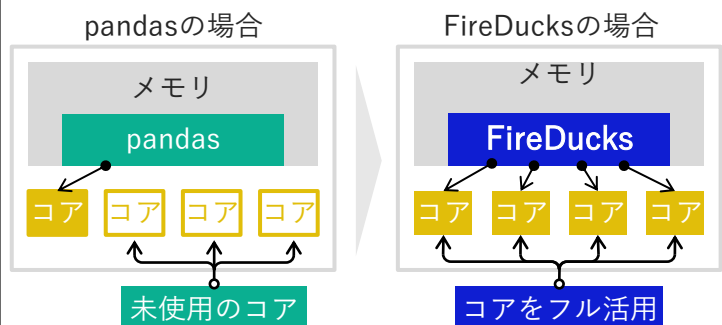 pandasの場合
メモリ
pandas
コア コア コア コア
未使用のコア
FireDucksの場合
メモリ
FireDucks
コア コア コア コア
コアをフル活用